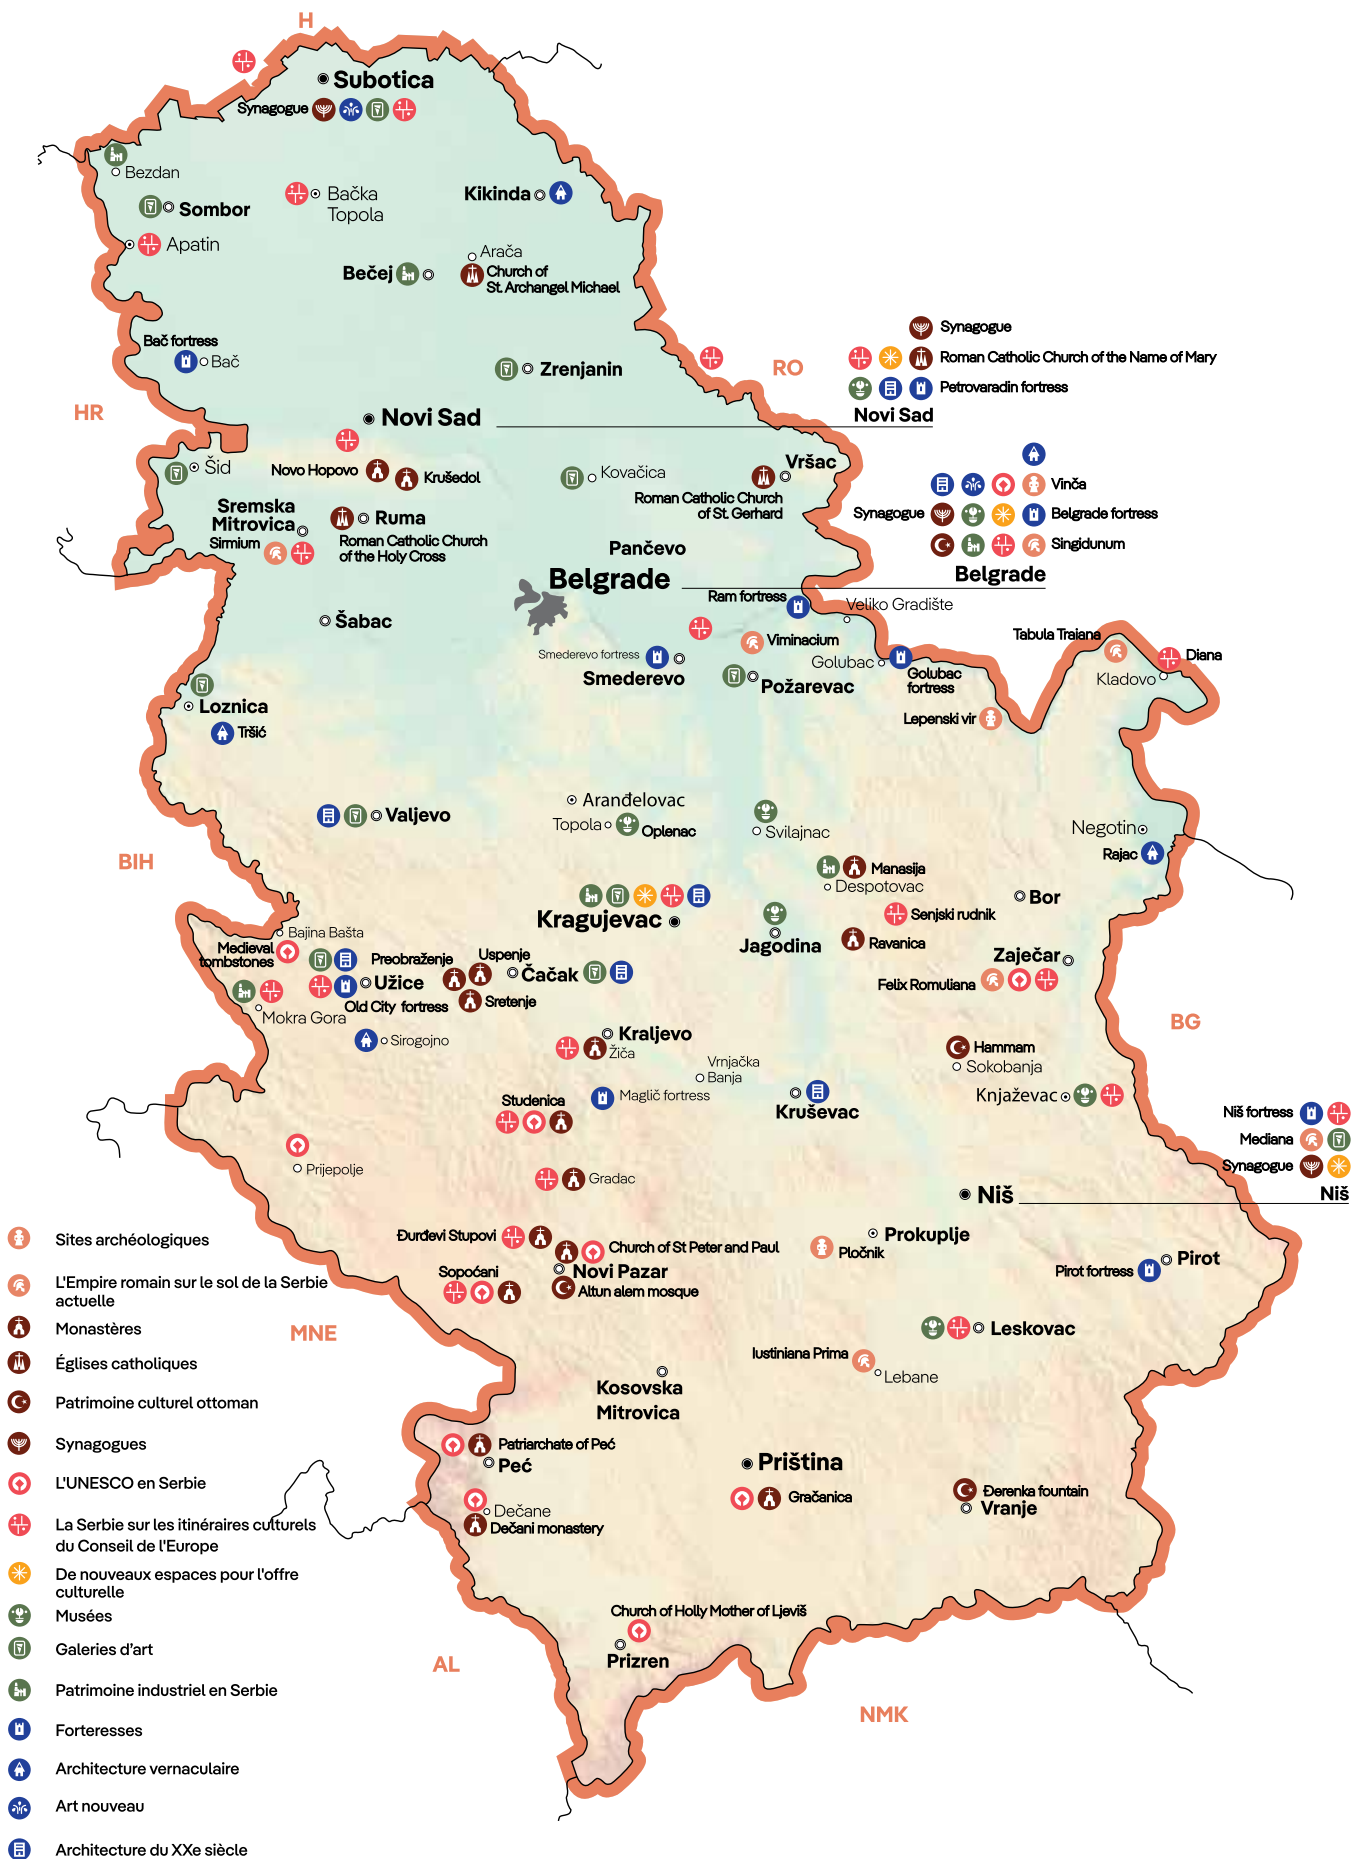 H
Subotica
Synagogue
Bezdan
Sombor
Bačka
Topola
Kikinda
Apatin
Arača
Bečej
Church of
St. Archangel Michael
Bač fortress
Bač
Zrenjanin
RO
HR
Synagogue
Roman Catholic Church of the Name of Mary
Petrovaradin fortress
Novi Sad
Novi Sad
Šid
Novo Hopovo
Krušedol
Kovačica
Vršac
Roman Catholic Church
of St. Gerhard
Sremska
Mitrovica
Sirmium
Ruma
Roman Catholic Church
of the Holy Cross
Vinča
Synagogue
Belgrade fortress
Singidunum
Belgrade
Pančevo
Belgrade
Ram fortress
Veliko Gradište
Šabac
Viminacium
Smederevo fortress
Smederevo
Golubac
Golubac
fortress
Tabula Traiana
Diana
Kladovo
Požarevac
Lepenski vir
Loznica
Tršić
Valjevo
Aranđelovac
Topola
Oplenac
Svilajnac
Negotin
Rajac
BIH
Manasija
Despotovac
Bor
Kragujevac
Senjski rudnik
Jagodina
Ravanica
Zaječar
Bajina Bašta
Medieval
tombstones
Preobraženje
Uspenje
Čačak
Užice
Old City fortress
Sretenje
Felix Romuliana
Mokra Gora
Sirogojno
Kraljevo
Žiča
BG
Hammam
Sokobanja
Vrnjačka
Banja
Maglič fortress
Kruševac
Knjaževac
Studenica
Niš fortress
Mediana
Synagogue
Niš
Prijepolje
Gradac
Niš
Đurđevi Stupovi
Church of St Peter and Paul
Prokuplje
Pločnik
Sopoćani
Novi Pazar
Altun alem mosque
Pirot
Pirot fortress
MNE
Leskovac
Iustiniana Prima
Lebane
Kosovska
Mitrovica
Patriarchate of Peć
Peć
Priština
Gračanica
Đerenka fountain
Vranje
Dečane
Dečani monastery
Church of Holly Mother of Ljeviš
Prizren
AL
NMK
Sites archéologiques
L'Empire romain sur le sol de la Serbie
actuelle
Monastères
Églises catholiques
Patrimoine culturel ottoman
Synagogues
L'UNESCO en Serbie
La Serbie sur les itinéraires culturels
du Conseil de l'Europe
De nouveaux espaces pour l'offre
culturelle
Musées
Galeries d'art
Patrimoine industriel en Serbie
Forteresses
Architecture vernaculaire
Art nouveau
Architecture du XXe siècle